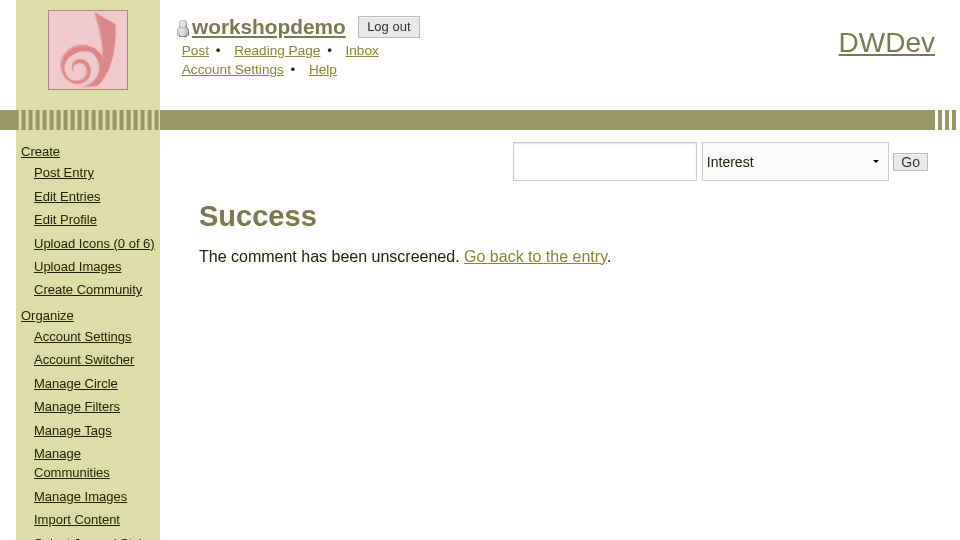 workshopdemo Log out
Post • Reading Page • Inbox
Account Settings • Help
DWDev
Create
Post Entry
Edit Entries
Edit Profile
Upload Icons (0 of 6)
Upload Images
Create Community
Organize
Account Settings
Account Switcher
Manage Circle
Manage Filters
Manage Tags
Manage
Communities
Manage Images
Import Content
Interest Go
Success
The comment has been unscreened. Go back to the entry.